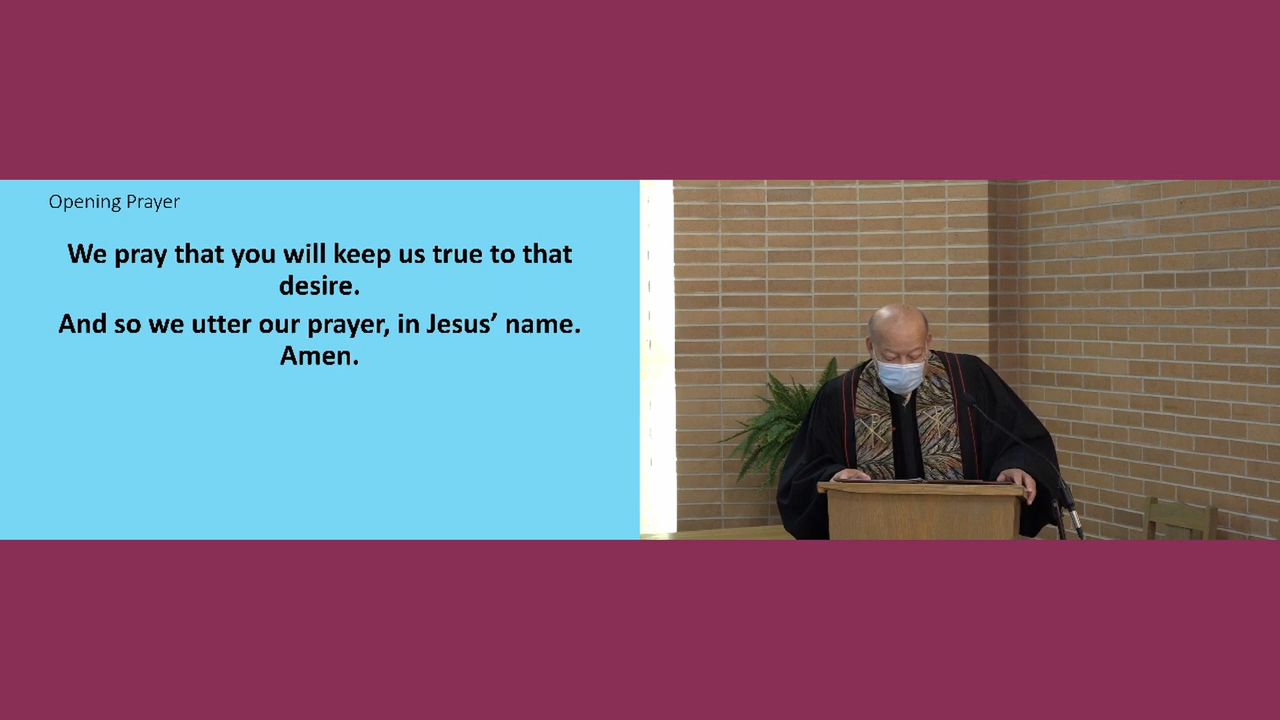 Opening Prayer
We pray that you will keep us true to that
desire.
And so we utter our prayer, in Jesus’ name.
Amen.